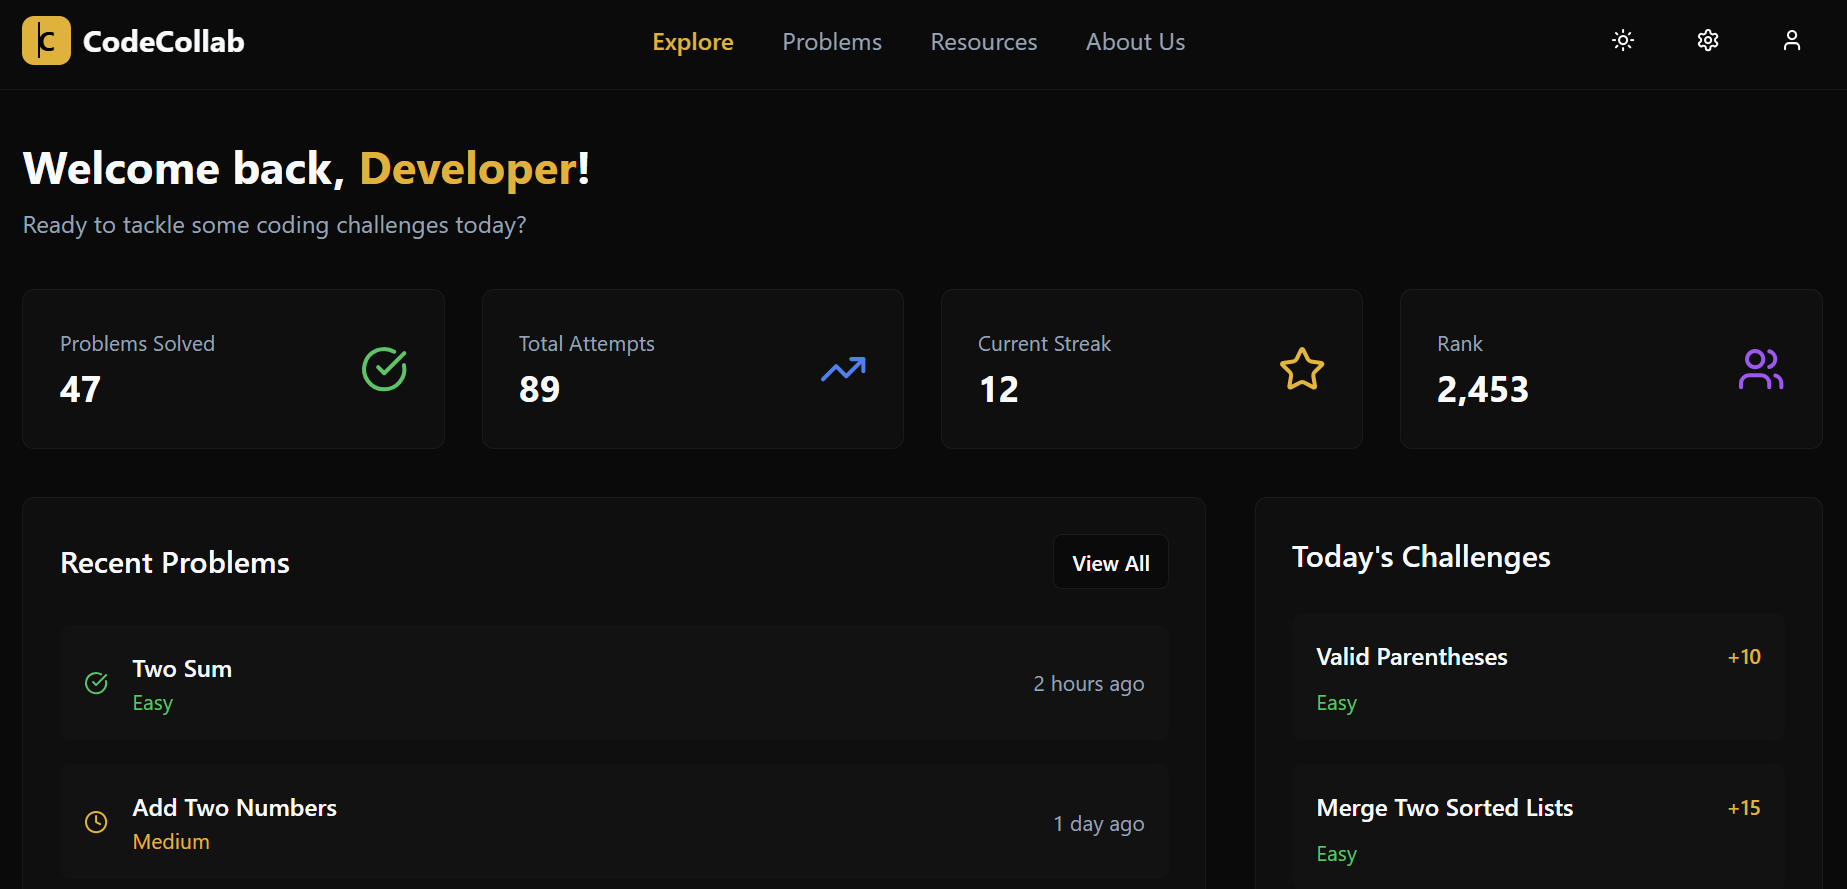 C CodeCollab
Explore Problems Resources About Us
Welcome back, Developer!
Ready to tackle some coding challenges today?
Problems Solved
47
Total Attempts
89
Current Streak
12
Rank
2,453
Recent Problems
View All
Two Sum
Easy
2 hours ago
Add Two Numbers
Medium
1 day ago
Today's Challenges
Valid Parentheses
+10
Easy
Merge Two Sorted Lists
+15
Easy